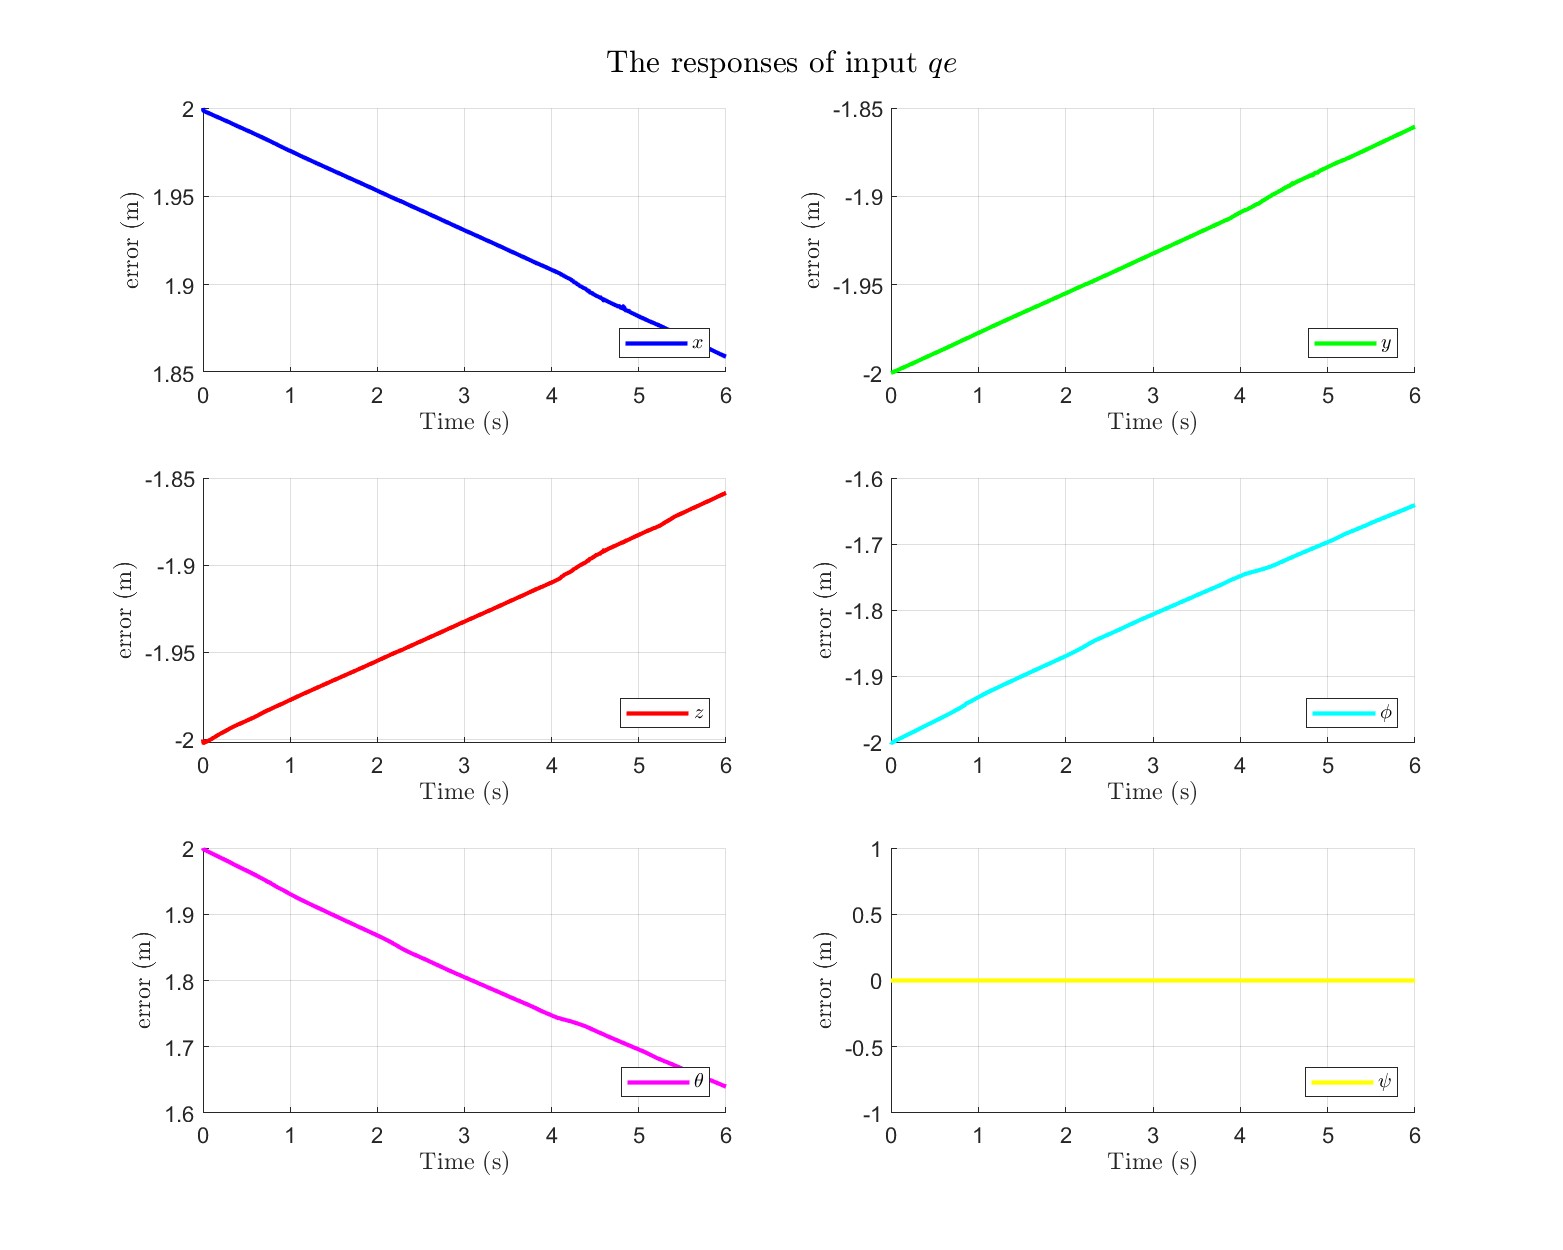 The responses of input qe
2
1.95
1.9
1.85
error (m)
0 1 2 3 4 5 6
Time (s)
x
-1.85
-1.9
-1.95
-2
error (m)
0 1 2 3 4 5 6
Time (s)
y
-1.85
-1.9
-1.95
-2
error (m)
0 1 2 3 4 5 6
Time (s)
z
-1.6
-1.7
-1.8
-1.9
-2
error (m)
0 1 2 3 4 5 6
Time (s)
ϕ
2
1.9
1.8
1.7
1.6
error (m)
0 1 2 3 4 5 6
Time (s)
θ
1
0.5
0
-0.5
-1
error (m)
0 1 2 3 4 5 6
Time (s)
ψ